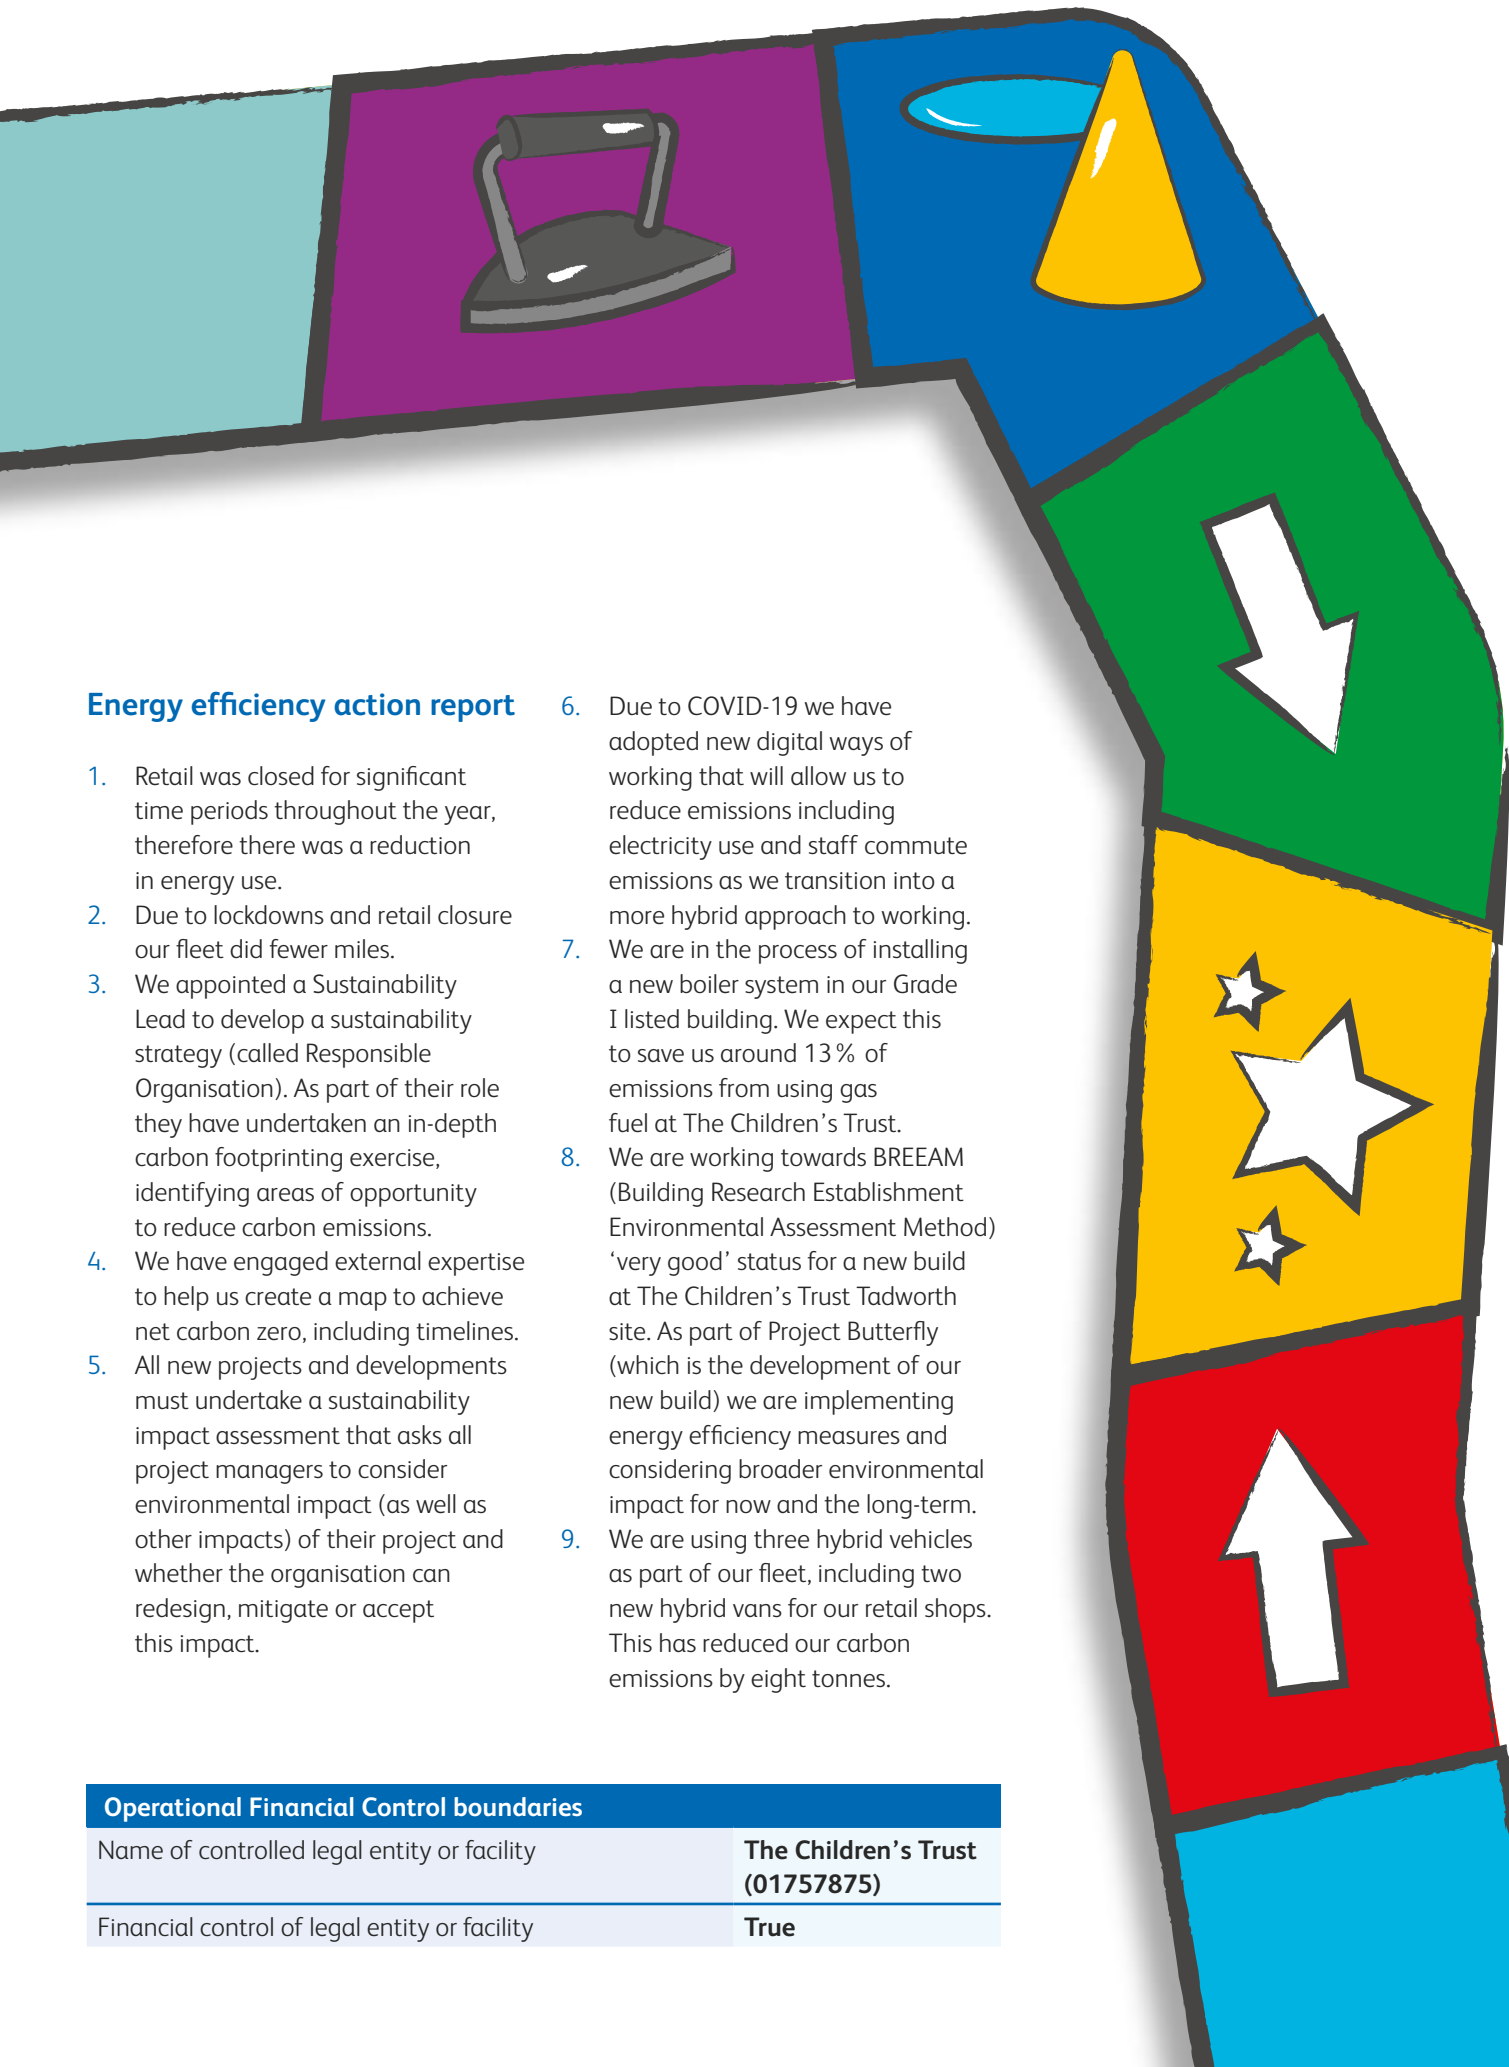 Energy efficiency action report
1. Retail was closed for significant
time periods throughout the year,
therefore there was a reduction
in energy use.
2. Due to lockdowns and retail closure
our fleet did fewer miles.
3. We appointed a Sustainability
Lead to develop a sustainability
strategy (called Responsible
Organisation). As part of their role
they have undertaken an in-depth
carbon footprinting exercise,
identifying areas of opportunity
to reduce carbon emissions.
4. We have engaged external expertise
to help us create a map to achieve
net carbon zero, including timelines.
5. All new projects and developments
must undertake a sustainability
impact assessment that asks all
project managers to consider
environmental impact (as well as
other impacts) of their project and
whether the organisation can
redesign, mitigate or accept
this impact.
6. Due to COVID-19 we have
adopted new digital ways of
working that will allow us to
reduce emissions including
electricity use and staff commute
emissions as we transition into a
more hybrid approach to working.
7. We are in the process of installing
a new boiler system in our Grade
I listed building. We expect this
to save us around 13% of
emissions from using gas
fuel at The Children’s Trust.
8. We are working towards BREEAM
(Building Research Establishment
Environmental Assessment Method)
‘very good’ status for a new build
at The Children’s Trust Tadworth
site. As part of Project Butterfly
(which is the development of our
new build) we are implementing
energy efficiency measures and
considering broader environmental
impact for now and the long-term.
9. We are using three hybrid vehicles
as part of our fleet, including two
new hybrid vans for our retail shops.
This has reduced our carbon
emissions by eight tonnes.
Operational Financial Control boundaries
Name of controlled legal entity or facility The Children’s Trust
(01757875)
Financial control of legal entity or facility True